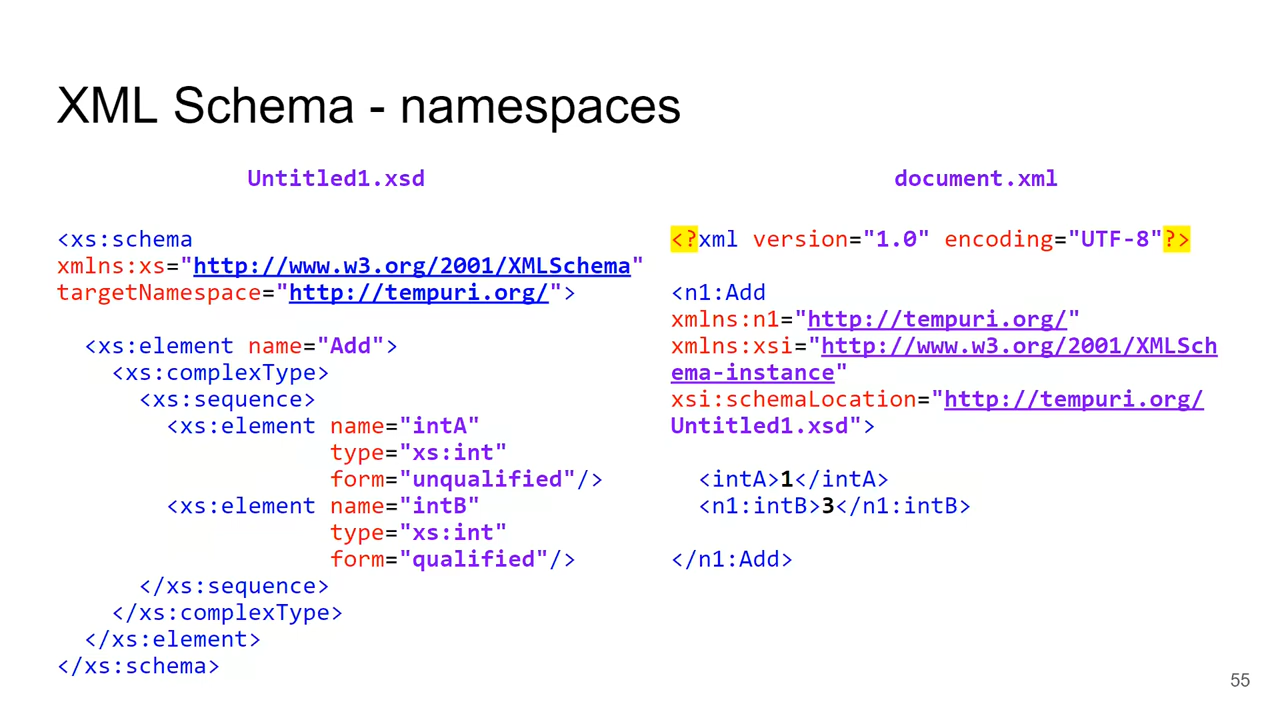 XML Schema - namespaces
Untitled1.xsd
<xs:schema
xmlns:xs="http://www.w3.org/2001/XMLSchema"
targetNamespace="http://tempuri.org/">
<xs:element name="Add">
<xs:complexType>
<xs:sequence>
<xs:element name="intA"
type="xs:int"
form="unqualified"/>
<xs:element name="intB"
type="xs:int"
form="qualified"/>
</xs:sequence>
</xs:complexType>
</xs:element>
</xs:schema>
document.xml
<?xml version="1.0" encoding="UTF-8"?>
<n1:Add
xmlns:n1="http://tempuri.org/"
xmlns:xsi="http://www.w3.org/2001/XMLSch
ema-instance"
xsi:schemaLocation="http://tempuri.org/
Untitled1.xsd">
<intA>1</intA>
<n1:intB>3</n1:intB>
</n1:Add>
55